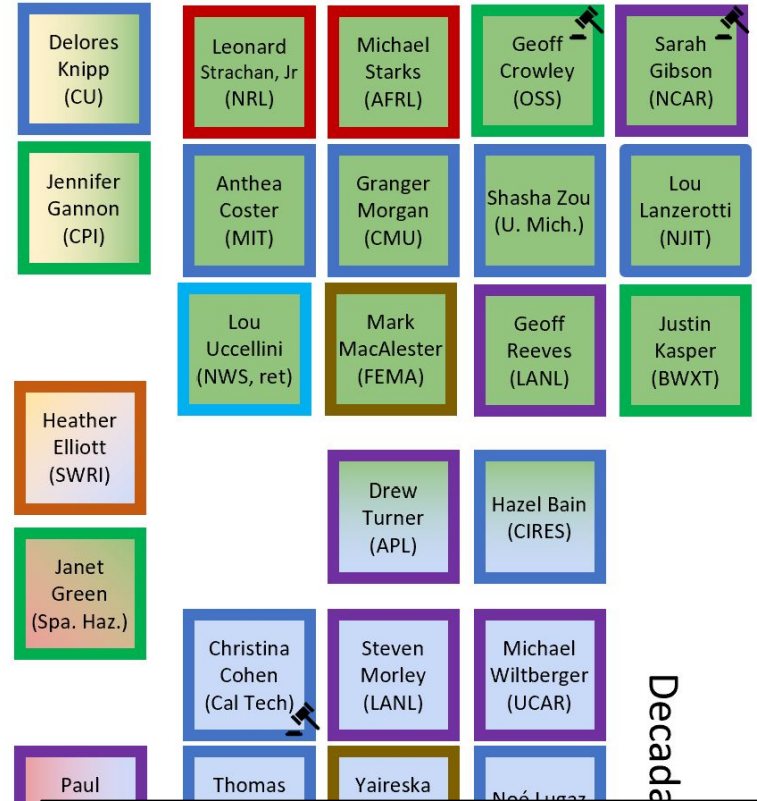 Delores
Knipp
(CU)
Leonard
Strachan, Jr
(NRL)
Michael
Starks
(AFRL)
Geoff
Crowley
(OSS)
Sarah
Gibson
(NCAR)
Jennifer
Gannon
(CPI)
Anthea
Coster
(MIT)
Granger
Morgan
(CMU)
Shasha Zou
(U. Mich.)
Lou
Lanzerotti
(NJIT)
Lou
Uccellini
(NWS, ret)
Mark
MacAlester
(FEMA)
Geoff
Reeves
(LANL)
Justin
Kasper
(BWXT)
Heather
Elliott
(SWRI)
Drew
Turner
(APL)
Hazel Bain
(CIRES)
Janet
Green
(Spa. Haz.)
Christina
Cohen
(Cal Tech)
Steven
Morley
(LANL)
Michael
Wiltberger
(UCAR)
Decada
Paul
Thomas
Yaireska
Noé Lugaz